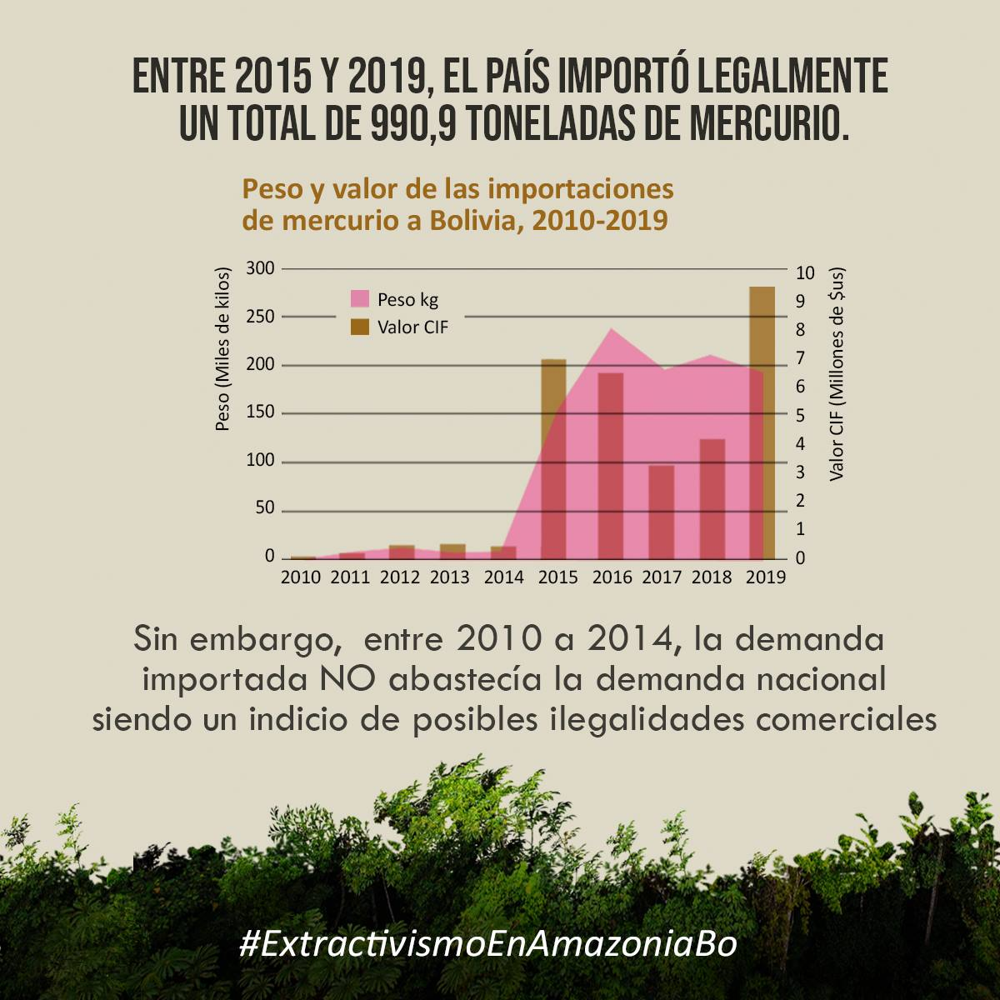 ENTRE 2015 Y 2019, EL PAÍS IMPORTÓ LEGALMENTE
UN TOTAL DE 990,9 TONELADAS DE MERCURIO.
Peso y valor de las importaciones
de mercurio a Bolivia, 2010-2019
Peso (Miles de kilos)
300
250
200
150
100
50
0
Peso kg
Valor CIF
10
9
8
7
6
5
4
3
2
1
0
Valor CIF (Millones de $us)
2010 2011 2012 2013 2014 2015 2016 2017 2018 2019
Sin embargo, entre 2010 a 2014, la demanda
importada NO abastecía la demanda nacional
siendo un indicio de posibles ilegalidades comerciales
#ExtractivismoEnAmazoniaBo